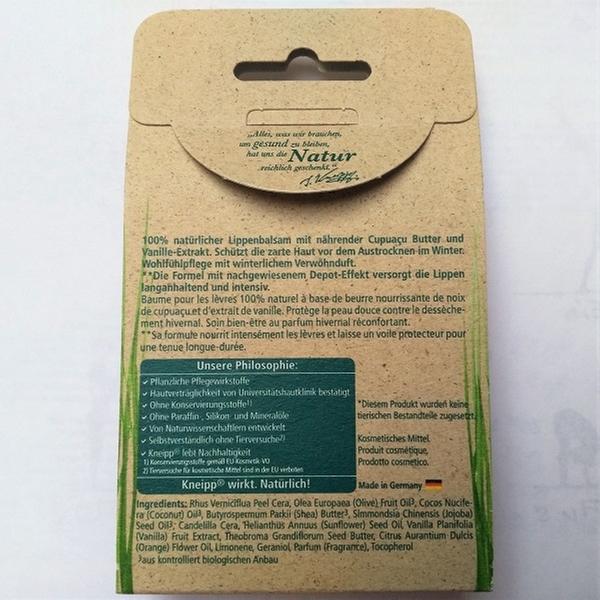 „Alles, was wir brauchen,
um gesund zu bleiben,
hat uns die Natur
reichlich geschenkt."
100% natürlicher Lippenbalsam mit nährender Cupuaçu Butter und
Vanille-Extrakt. Schützt die zarte Haut vor dem Austrocknen im Winter.
Wohlfühlpflege mit winterlichem Verwöhnduft.
**Die Formel mit nachgewiesenem Depot-Effekt versorgt die Lippen
langanhaltend und intensiv.
Baume pour les lèvres 100% naturel à base de beurre nourrissante de noix
de cupuaçu et d'extrait de vanille. Protège la peau douce contre le dessèche-
ment hivernal. Soin bien-être au parfum hivernal réconfortant.
**Sa formule nourrit intensément les lèvres et laisse un voile protecteur pour
une tenue longue-durée.
Unsere Philosophie:
✓ Pflanzliche Pflegewirkstoffe
✓ Hautverträglichkeit von Universitätshautklinik bestätigt
✓ Ohne Konservierungsstoffe1)
✓ Ohne Paraffin-, Silikon- und Mineralöle
✓ Von Naturwissenschaftlern entwickelt
✓ Selbstverständlich ohne Tierversuche2)
✓ Kneipp® lebt Nachhaltigkeit
1) Konservierungsstoffe gemäß EU-Kosmetik-VO
2) Tierversuche für kosmetische Mittel sind in der EU verboten
Kneipp® wirkt. Natürlich!
*Diesem Produkt wurden keine
tierischen Bestandteile zugesetzt.
Kosmetisches Mittel.
Produit cosmétique.
Prodotto cosmetico.
Made in Germany
Ingredients: Rhus Verniciflua Peel Cera, Olea Europaea (Olive) Fruit Oil³, Cocos Nucife-
ra (Coconut) Oil³, Butyrospermum Parkii (Shea) Butter³, Simmondsia Chinensis (Jojoba)
Seed Oil³, Candelilla Cera, Helianthus Annuus (Sunflower) Seed Oil, Vanilla Planifolia
(Vanilla) Fruit Extract, Theobroma Grandiflorum Seed Butter, Citrus Aurantium Dulcis
(Orange) Flower Oil, Limonene, Geraniol, Parfum (Fragrance), Tocopherol
³aus kontrolliert biologischen Anbau